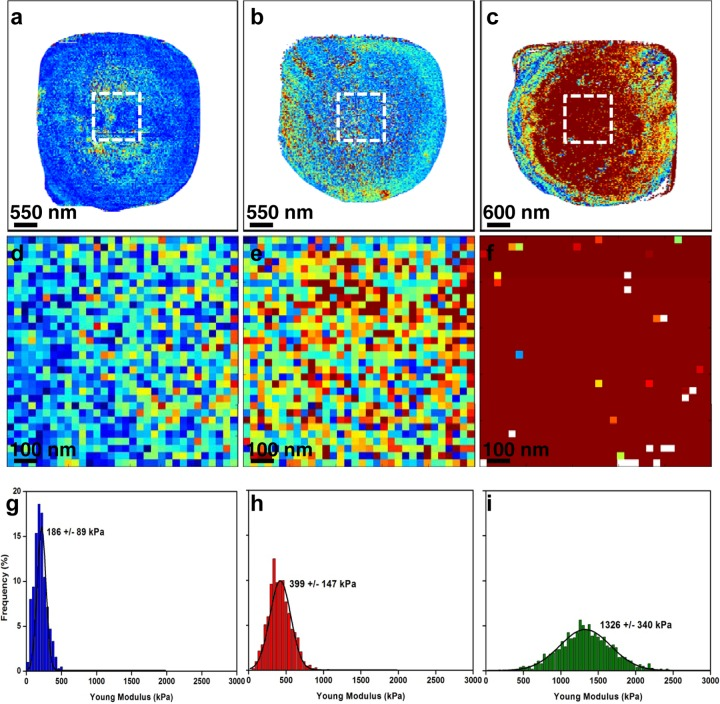 a
b
c
550 nm
550 nm
600 nm
d
e
f
100 nm
100 nm
100 nm
g
h
i
20
15
10
5
0
Frequency (%)
186 +/- 89 kPa
399 +/- 147 kPa
1326 +/- 340 kPa
0 500 1000 1500 2000 2500 3000
0 500 1000 1500 2000 2500 3000
0 500 1000 1500 2000 2500 3000
Young Modulus (kPa)
Young Modulus (kPa)
Young Modulus (kPa)